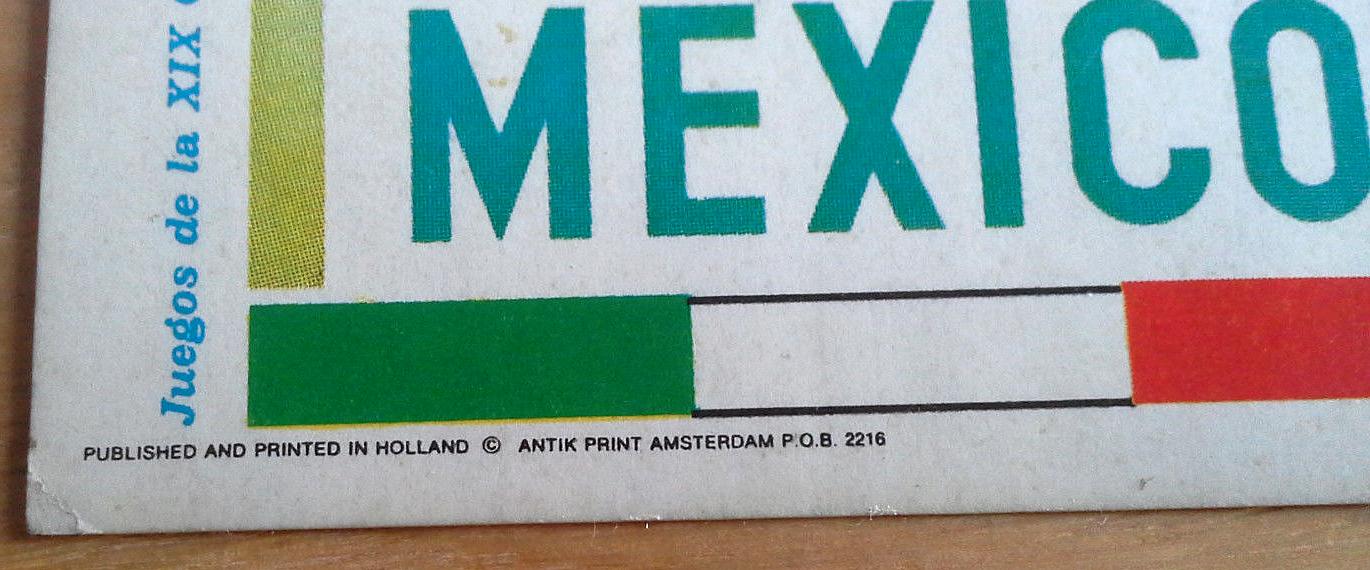 Juegos de la XIX
MEXICO
PUBLISHED AND PRINTED IN HOLLAND © ANTIK PRINT AMSTERDAM P.O.B. 2216